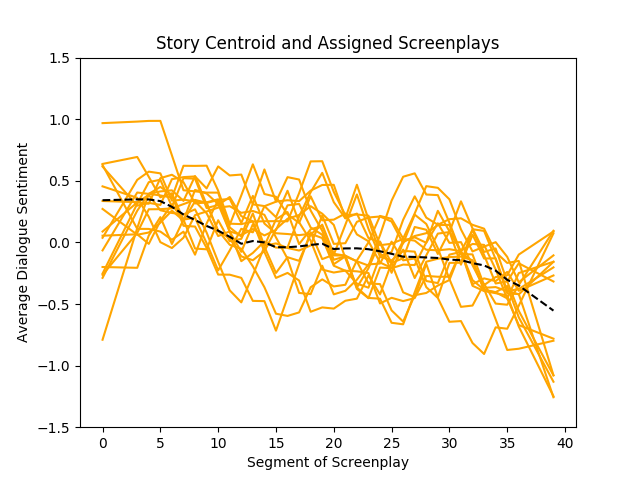 Story Centroid and Assigned Screenplays
1.5
1.0
0.5
0.0
−0.5
−1.0
−1.5
Average Dialogue Sentiment
0 5 10 15 20 25 30 35 40
Segment of Screenplay